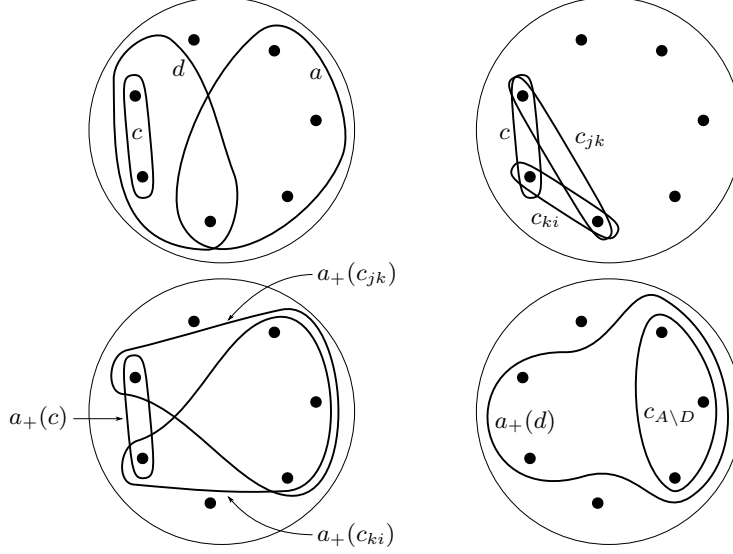 d
a
c
c
c_{jk}
c_{ki}
a_+(c_{jk})
a_+(c)
a_+(c_{ki})
a_+(d)
c_{A\D}